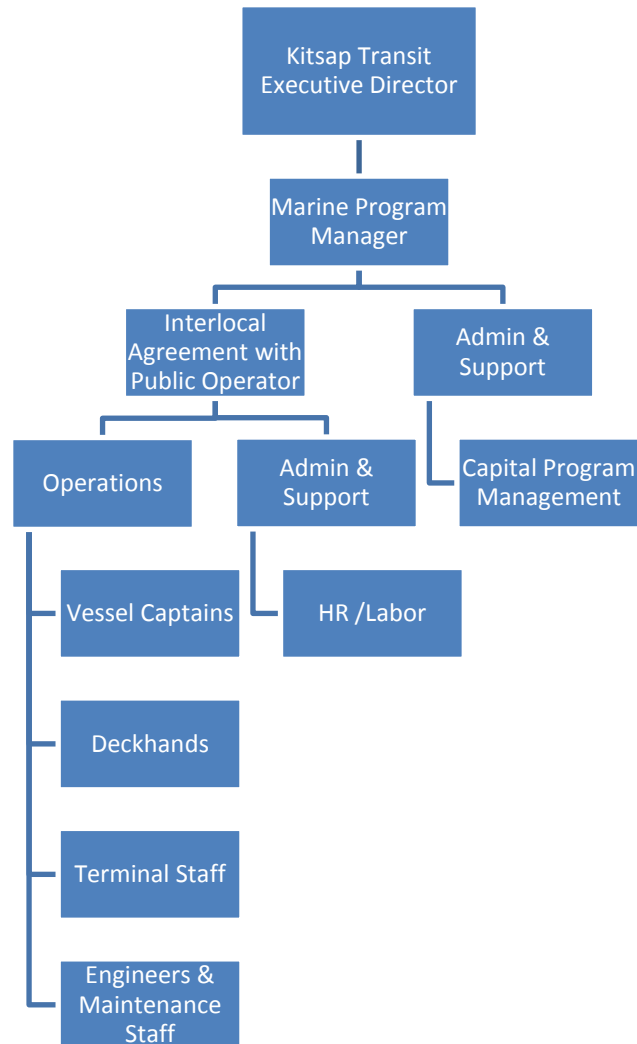 Kitsap Transit
Executive Director
Marine Program
Manager
Interlocal
Agreement with
Public Operator
Admin &
Support
Operations
Admin &
Support
Capital Program
Management
Vessel Captains
HR /Labor
Deckhands
Terminal Staff
Engineers &
Maintenance
Staff